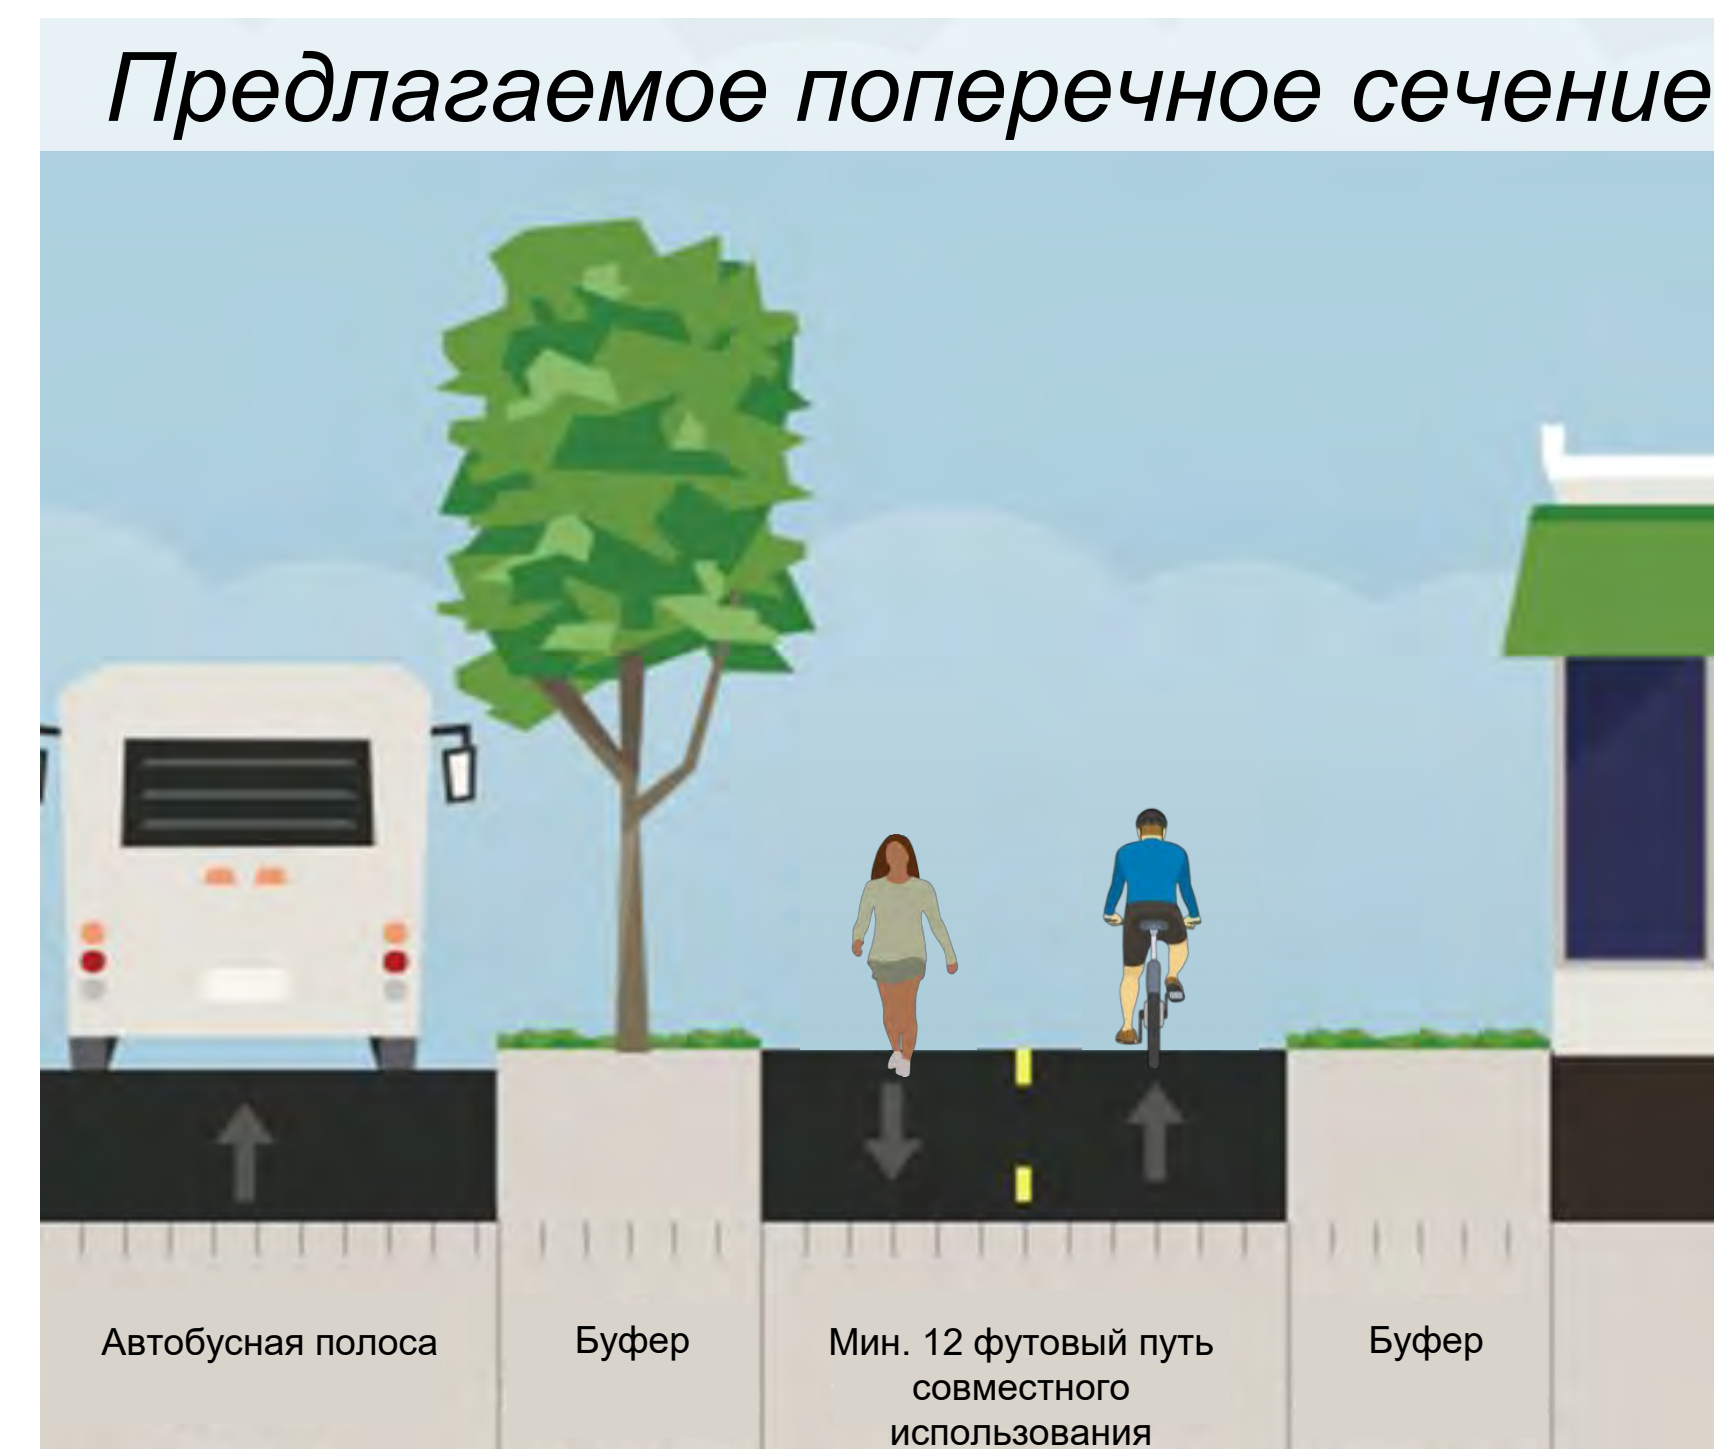 Предлагаемое поперечное сечение
Автобусная полоса
Буфер
Мин. 12 футовый путь
совместного
использования
Буфер